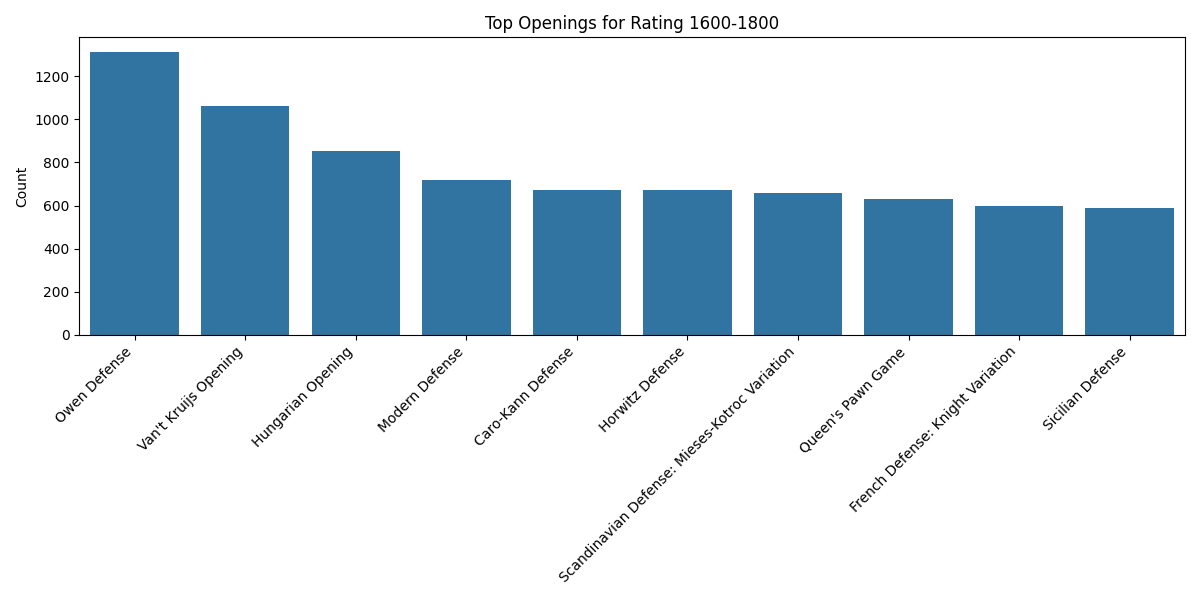 Top Openings for Rating 1600-1800
Count
1200
1000
800
600
400
200
0
Owen Defense
Van't Kruijs Opening
Hungarian Opening
Modern Defense
Caro-Kann Defense
Horwitz Defense
Scandinavian Defense: Mieses-Kotroc Variation
Queen's Pawn Game
French Defense: Knight Variation
Sicilian Defense